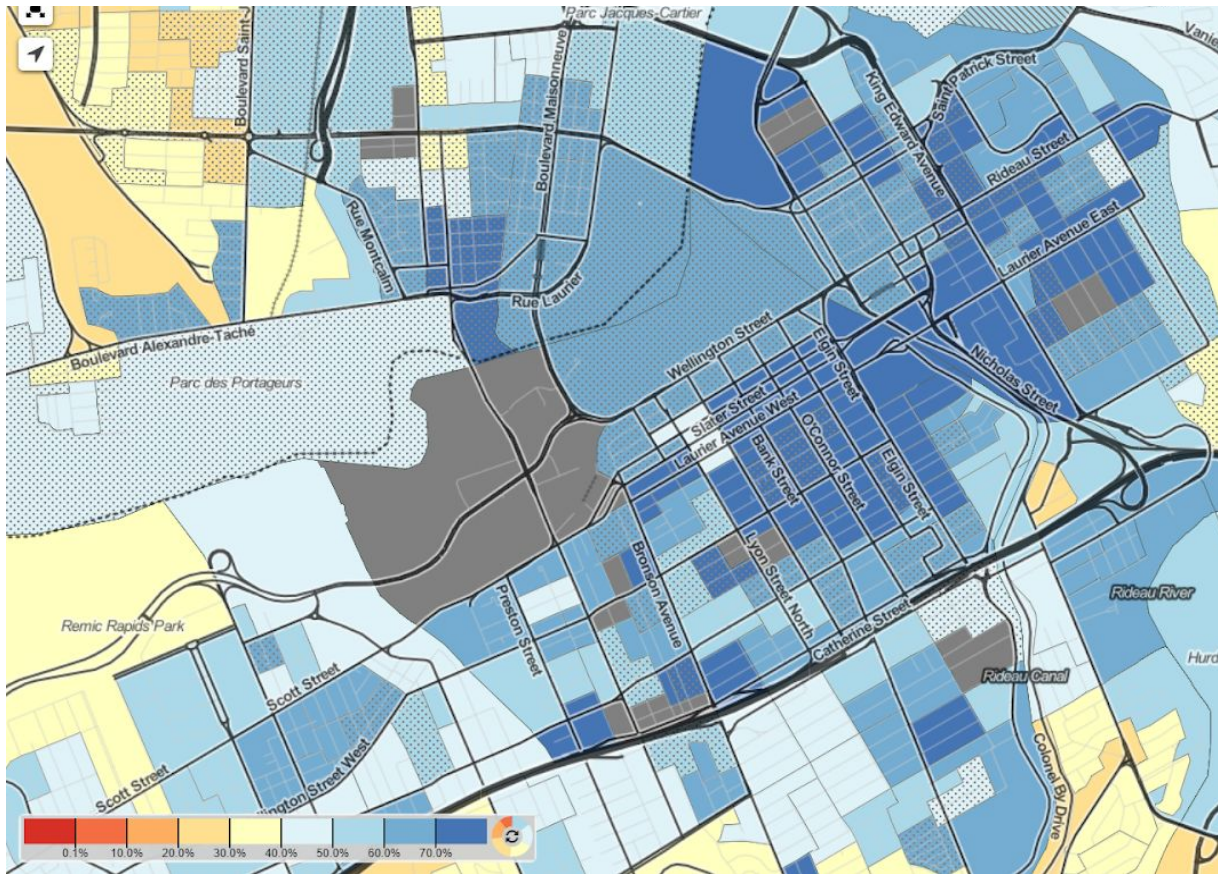 Parc Jacques-Cartier
Boulevard Saint-J
Boulevard Maisonneuve
King Edward Avenue
Saint Patrick Street
Vanie
Rideau Street
Rue Montcalm
Laurier Avenue East
Rue Laurier
Boulevard Alexandre-Taché
Parc des Portageurs
Wellington Street
Elgin Street
Nicholas Street
Slater Street
Laurier Avenue West
O'Connor Street
Bank Street
Elgin Street
Bronson Avenue
Lyon Street North
Preston Street
Catherine Street
Rideau River
Remic Rapids Park
Hurd
Scott Street
Rideau Canal
Colonel By Drive
Scott Street
llington Street West
0.1% 10.0% 20.0% 30.0% 40.0% 50.0% 60.0% 70.0%